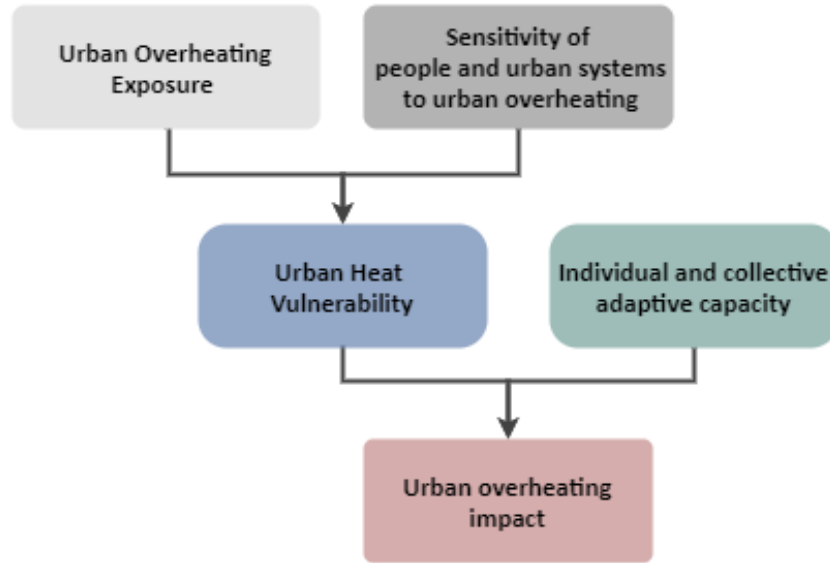 Urban Overheating
Exposure
Sensitivity of
people and urban systems
to urban overheating
Urban Heat
Vulnerability
Individual and collective
adaptive capacity
Urban overheating
impact